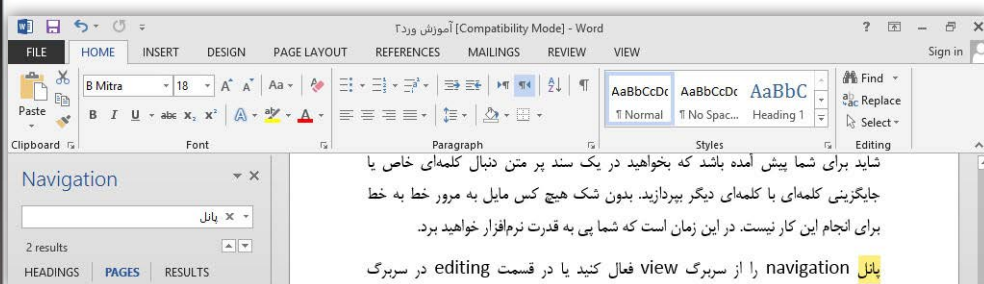 آموزش ورد۲ [Compatibility Mode] - Word
FILE HOME INSERT DESIGN PAGE LAYOUT REFERENCES MAILINGS REVIEW VIEW Sign in
B Mitra 18 Aa Find
Paste B I U abc X₂ X² A ab A AaBbCcDc AaBbCcDc AaBbC Replace
¶ Normal ¶ No Spac... Heading 1 Select
Clipboard Font Paragraph Styles Editing
Navigation
پانل
2 results
HEADINGS PAGES RESULTS
شاید برای شما پیش آمده باشد که بخواهید در یک سند پر متن دنبال کلمه‌ای خاص یا
جایگزینی کلمه‌ای با کلمه‌ای دیگر بپردازید. بدون شک هیچ کس مایل به مرور خط به خط
برای انجام این کار نیست. در این زمان است که شما پی به قدرت نرم‌افزار خواهید برد.
پانل navigation را از سربرگ view فعال کنید یا در قسمت editing در سربرگ